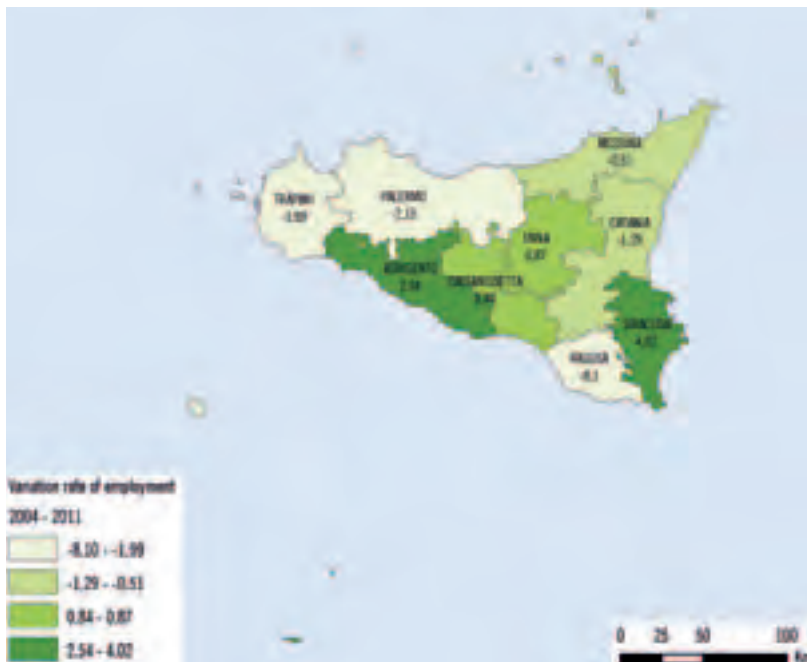 MESSINA
-0.51
TRAPANI
-1.99
PALERMO
-2.13
CATANIA
-1.29
ENNA
0.87
AGRIGENTO
2.54
CALTANISSETTA
0.84
SIRACUSA
4.02
RAGUSA
-8.1
Variation rate of employment
2004 - 2011
-8.10 - -1.99
-1.29 - -0.51
0.84 - 0.87
2.54 - 4.02
0 25 50 100